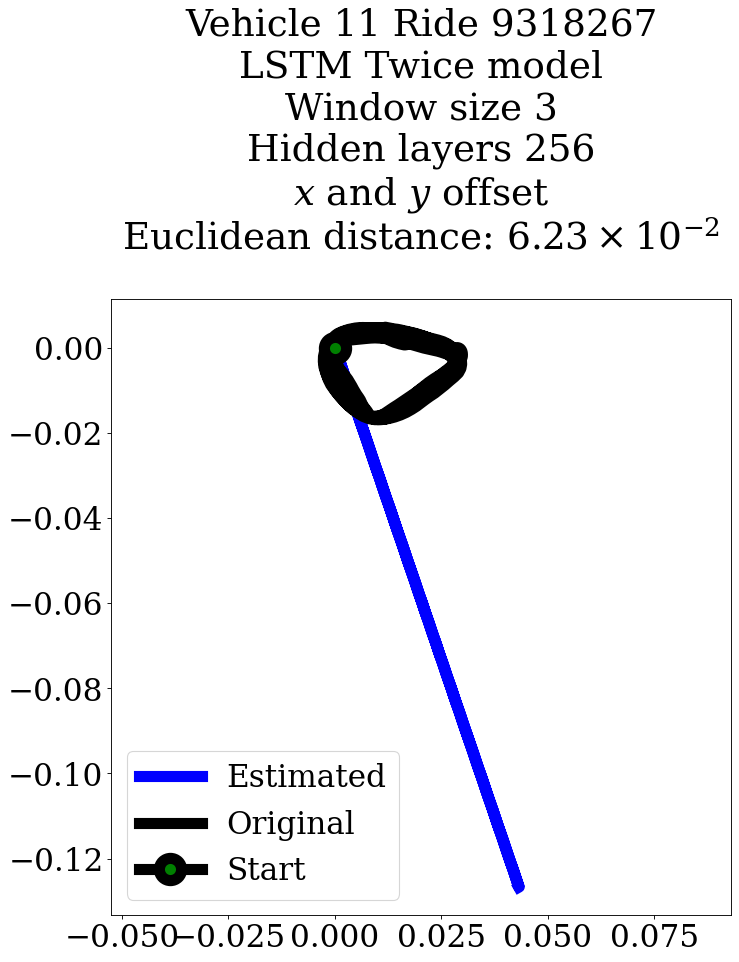 Vehicle 11 Ride 9318267
LSTM Twice model
Window size 3
Hidden layers 256
x and y offset
Euclidean distance: 6.23 × 10⁻²
0.00
−0.02
−0.04
−0.06
−0.08
−0.10
−0.12
Estimated
Original
Start
−0.050 −0.025 0.000 0.025 0.050 0.075